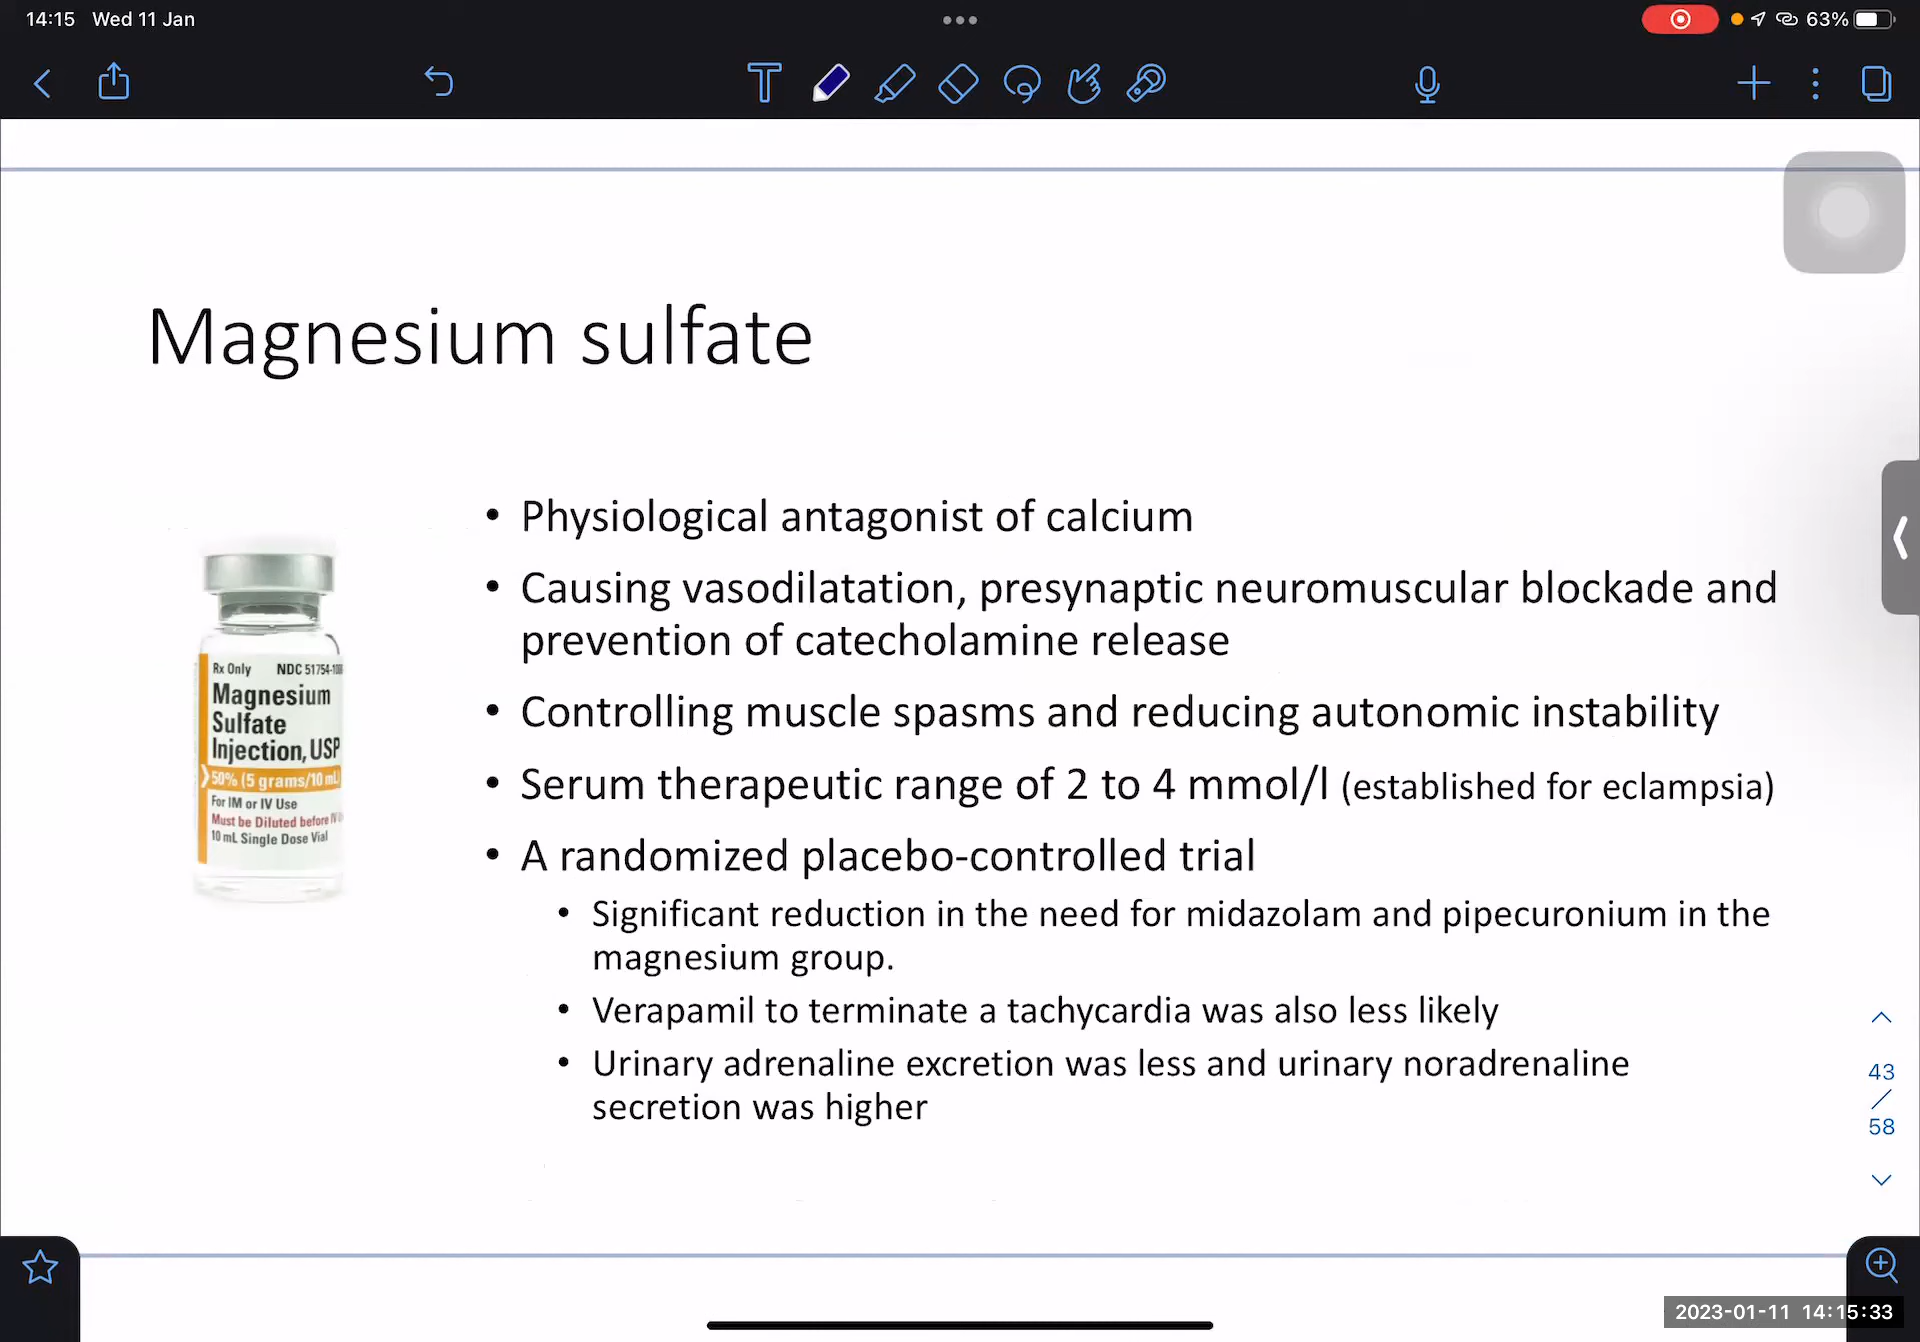 14:15 Wed 11 Jan
63%
Magnesium sulfate
• Physiological antagonist of calcium
• Causing vasodilatation, presynaptic neuromuscular blockade and
prevention of catecholamine release
• Controlling muscle spasms and reducing autonomic instability
• Serum therapeutic range of 2 to 4 mmol/l (established for eclampsia)
• A randomized placebo-controlled trial
• Significant reduction in the need for midazolam and pipecuronium in the
magnesium group.
• Verapamil to terminate a tachycardia was also less likely
• Urinary adrenaline excretion was less and urinary noradrenaline
secretion was higher
Rx Only NDC
Magnesium
Sulfate
Injection, USP
50% (5 grams/10 mL)
For IM or IV Use
Must be Diluted before IV
10 mL Single Dose Vial
43
/
58
2023-01-11 14:15:33